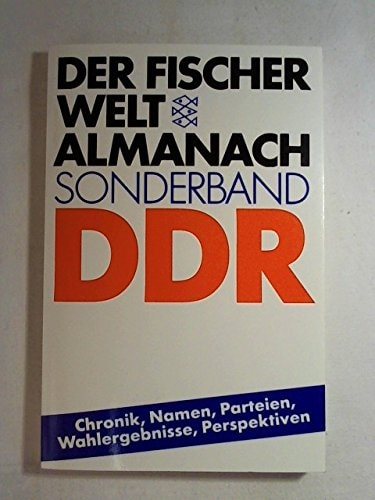 DER FISCHER
WELT
ALMANACH
SONDERBAND
DDR
Chronik, Namen, Parteien,
Wahlergebnisse, Perspektiven